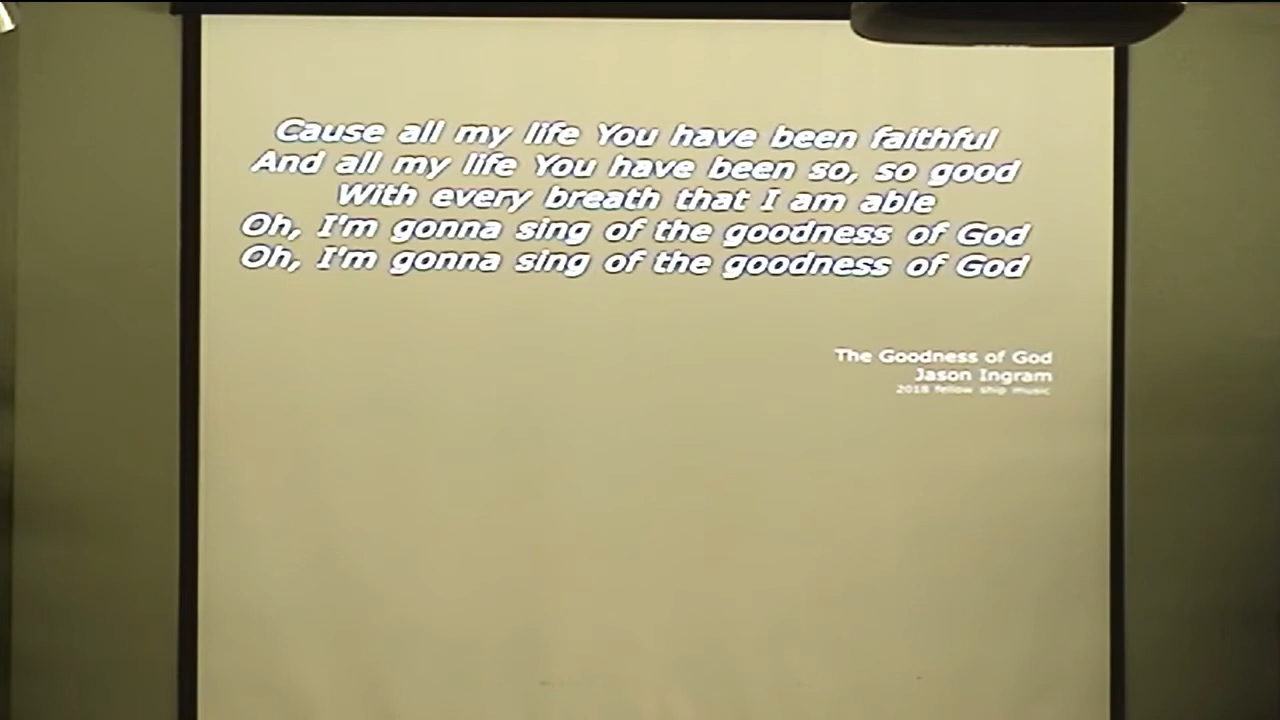 Cause all my life You have been faithful
And all my life You have been so, so good
With every breath that I am able
Oh, I'm gonna sing of the goodness of God
Oh, I'm gonna sing of the goodness of God
The Goodness of God
Jason Ingram
2018 fellow ship music